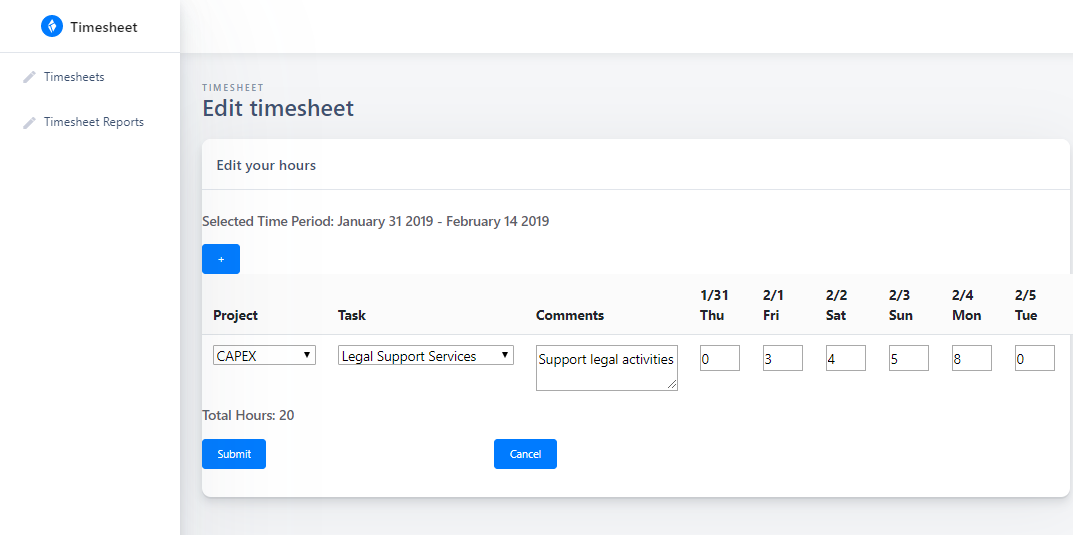 Timesheet
Timesheets
Timesheet Reports
TIMESHEET
Edit timesheet
Edit your hours
Selected Time Period: January 31 2019 - February 14 2019
+
1/31 2/1 2/2 2/3 2/4 2/5
Project Task Comments Thu Fri Sat Sun Mon Tue
CAPEX Legal Support Services Support legal activities 0 3 4 5 8 0
Total Hours: 20
Submit Cancel